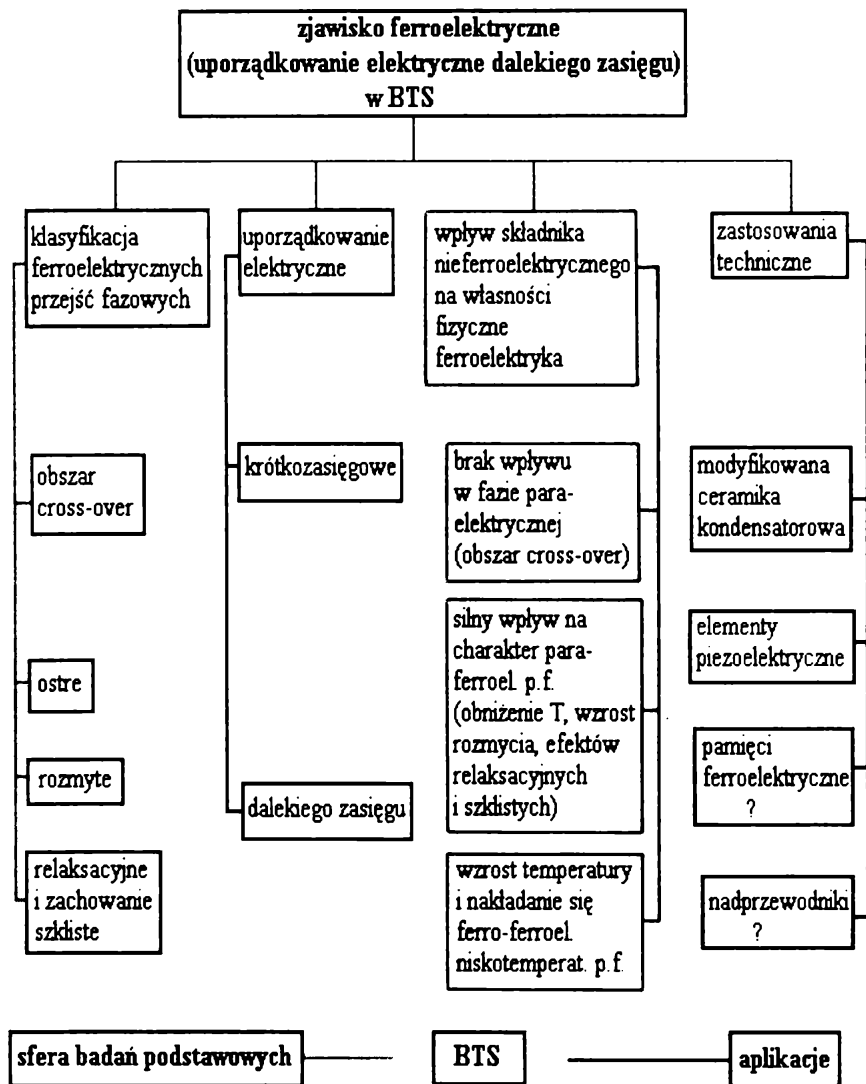 zjawisko ferroelektryczne
(uporządkowanie elektryczne dalekiego zasięgu)
w BTS
klasyfikacja
ferroelektrycznych
przejść fazowych
obszar
cross-over
ostre
rozmyte
relaksacyjne
i zachowanie
szkliste
uporządkowanie
elektryczne
krótkozasięgowe
dalekiego zasięgu
wpływ składnika
nieferroelektrycznego
na własności
fizyczne
ferroelektryka
brak wpływu
w fazie para-
elektrycznej
(obszar cross-over)
silny wpływ na
charakter para-
ferroel. p.f.
(obniżenie T, wzrost
rozmycia, efektów
relaksacyjnych
i szklistych)
wzrost temperatury
i nakładanie się
ferro-ferroel.
niskotemperat. p.f.
zastosowania
techniczne
modyfikowana
ceramika
kondensatorowa
elementy
piezoelektryczne
pamięci
ferroelektryczne
?
nadprzewodniki
?
sfera badań podstawowych
BTS
aplikacje